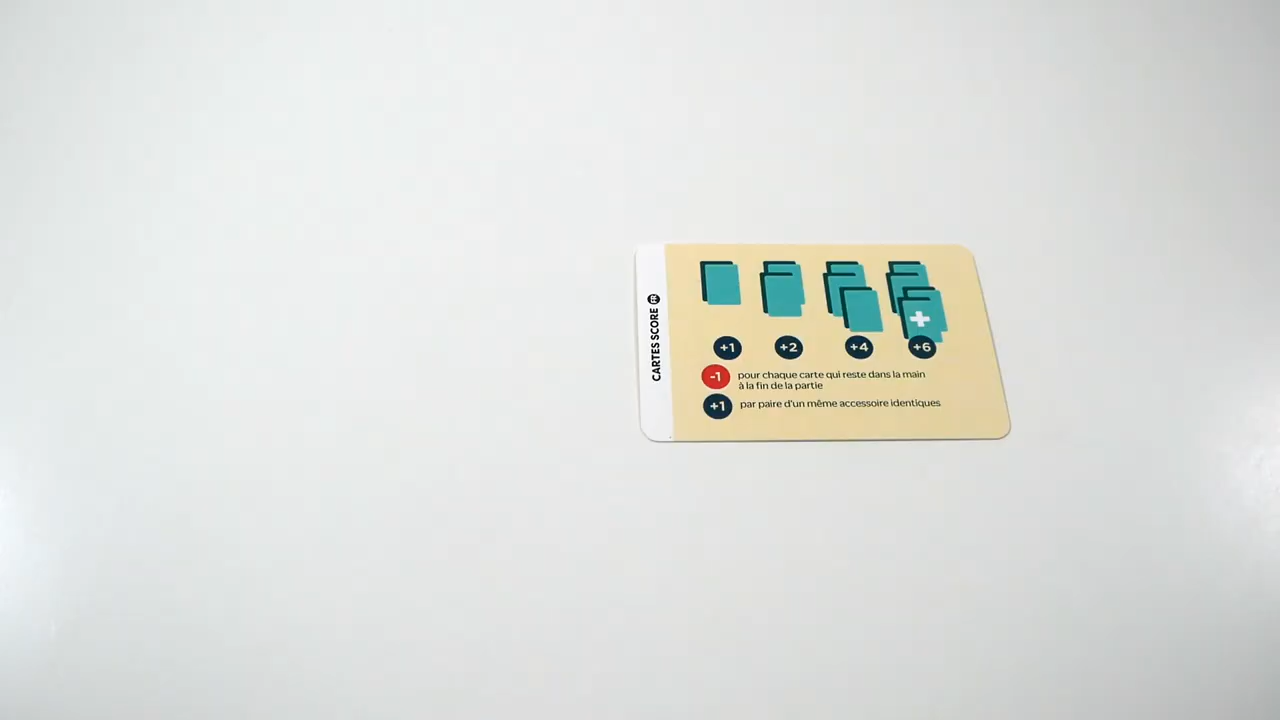 CARTES SCORE FR
+1 +2 +4 +6
-1 pour chaque carte qui reste dans la main
à la fin de la partie
+1 par paire d'un même accessoire identiques